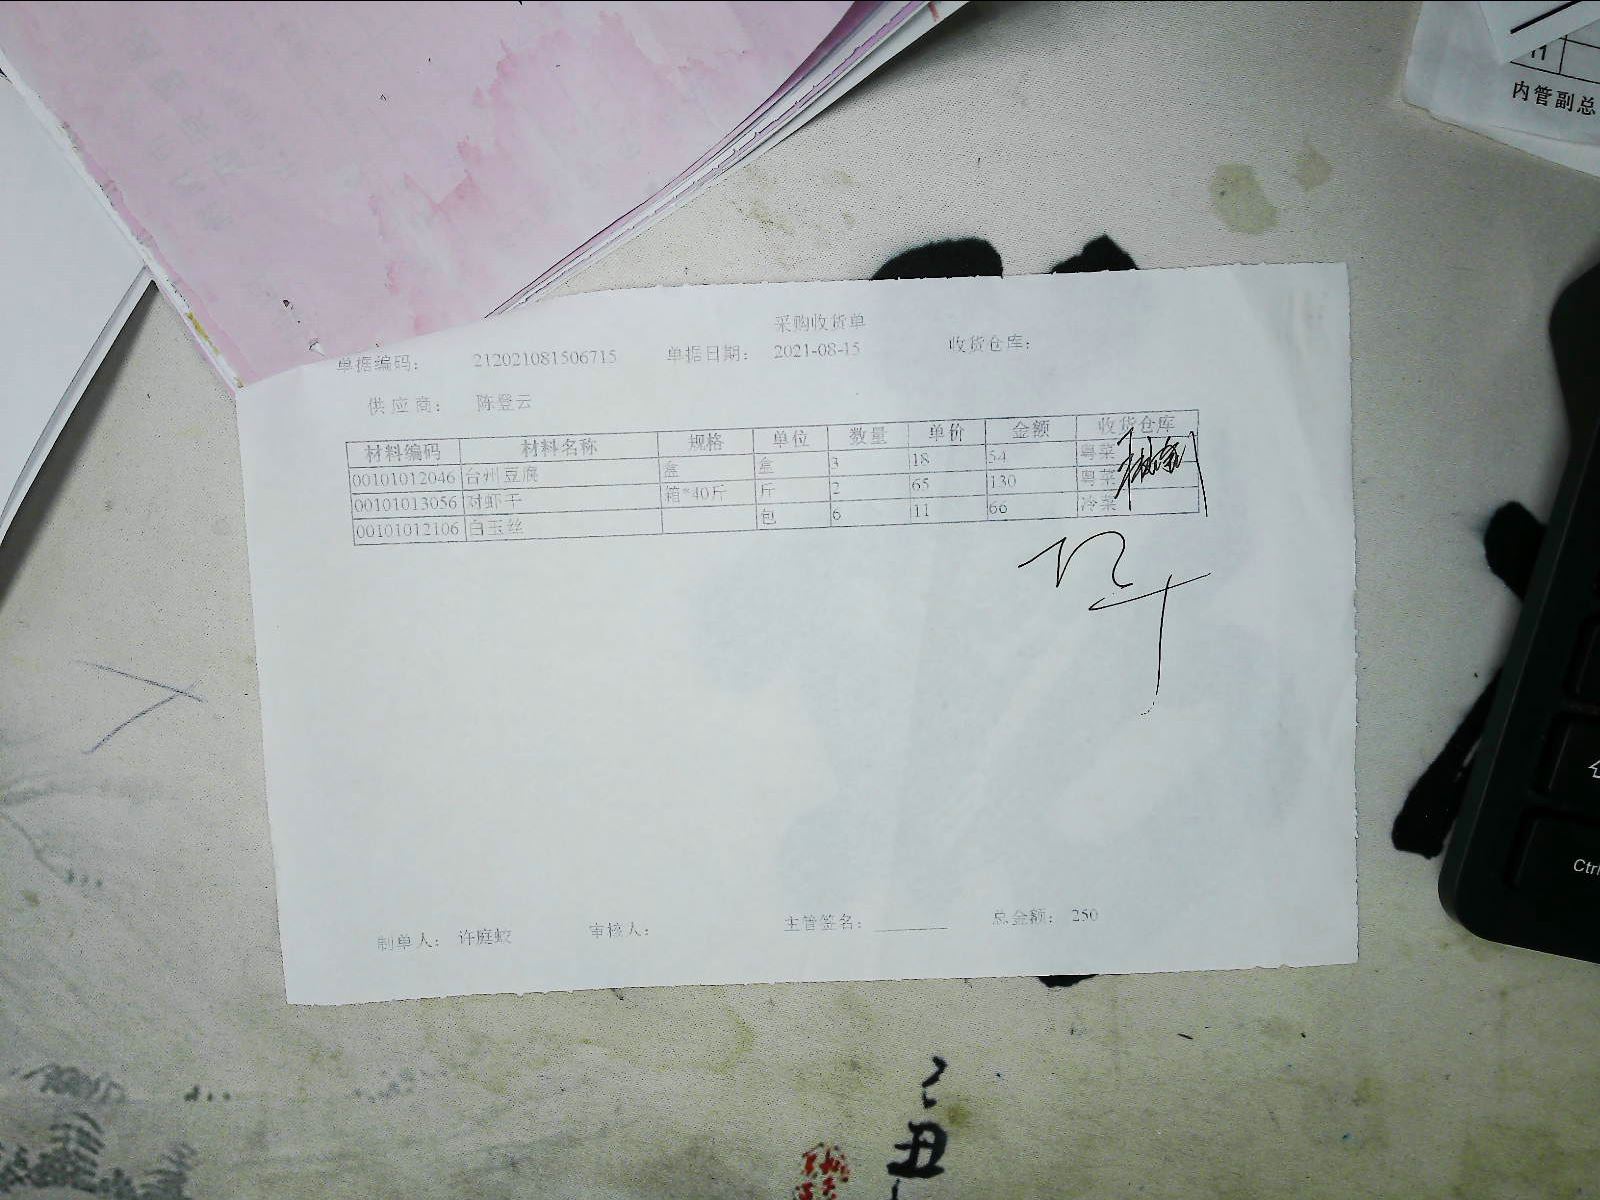 内管副总
11
采购收货单
单据编码： 212021081506715 单据日期： 2021-08-15 收货仓库：
供应商： 陈登云
材料编码 材料名称 规格 单位 数量 单价 金额 收货仓库
00101012046 台州豆腐 盒 盒 3 18 54 粤菜
00101013056 对虾干 箱*40斤 斤 2 65 130 粤菜
00101012106 白玉丝 包 6 11 66 冷菜
制单人： 许庭蛟 审核人： 主管签名： 总金额： 250
Ctrl
丑